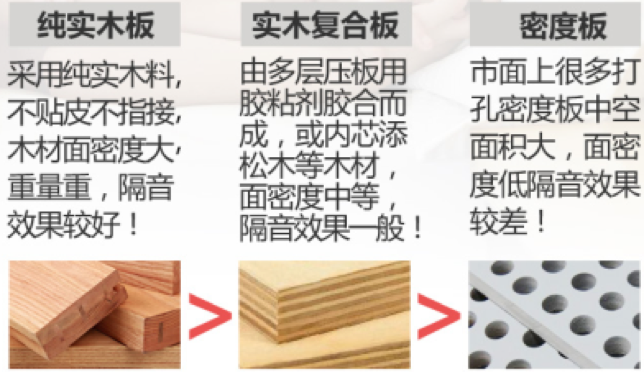 纯实木板
采用纯实木料,
不贴皮不指接,
木材面密度大,
重量重，隔音
效果较好！
实木复合板
由多层压板用
胶粘剂胶合而
成，或内芯添
松木等木材，
面密度中等，
隔音效果一般！
密度板
市面上很多打
孔密度板中空
面积大，面密
度低隔音效果
较差！
>
>